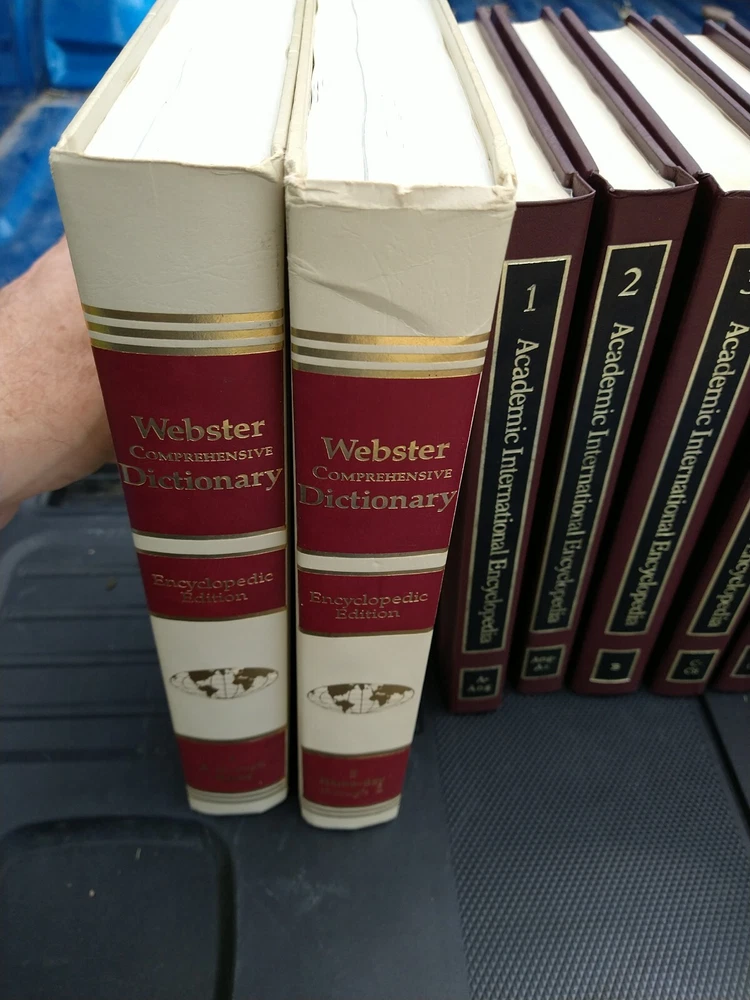 Webster
COMPREHENSIVE
Dictionary
Encyclopedic
Edition
Webster
COMPREHENSIVE
Dictionary
Encyclopedic
Edition
1 Academic International Encyclopedia
2 Academic International Encyclopedia
B
Academic International Encyclopedia